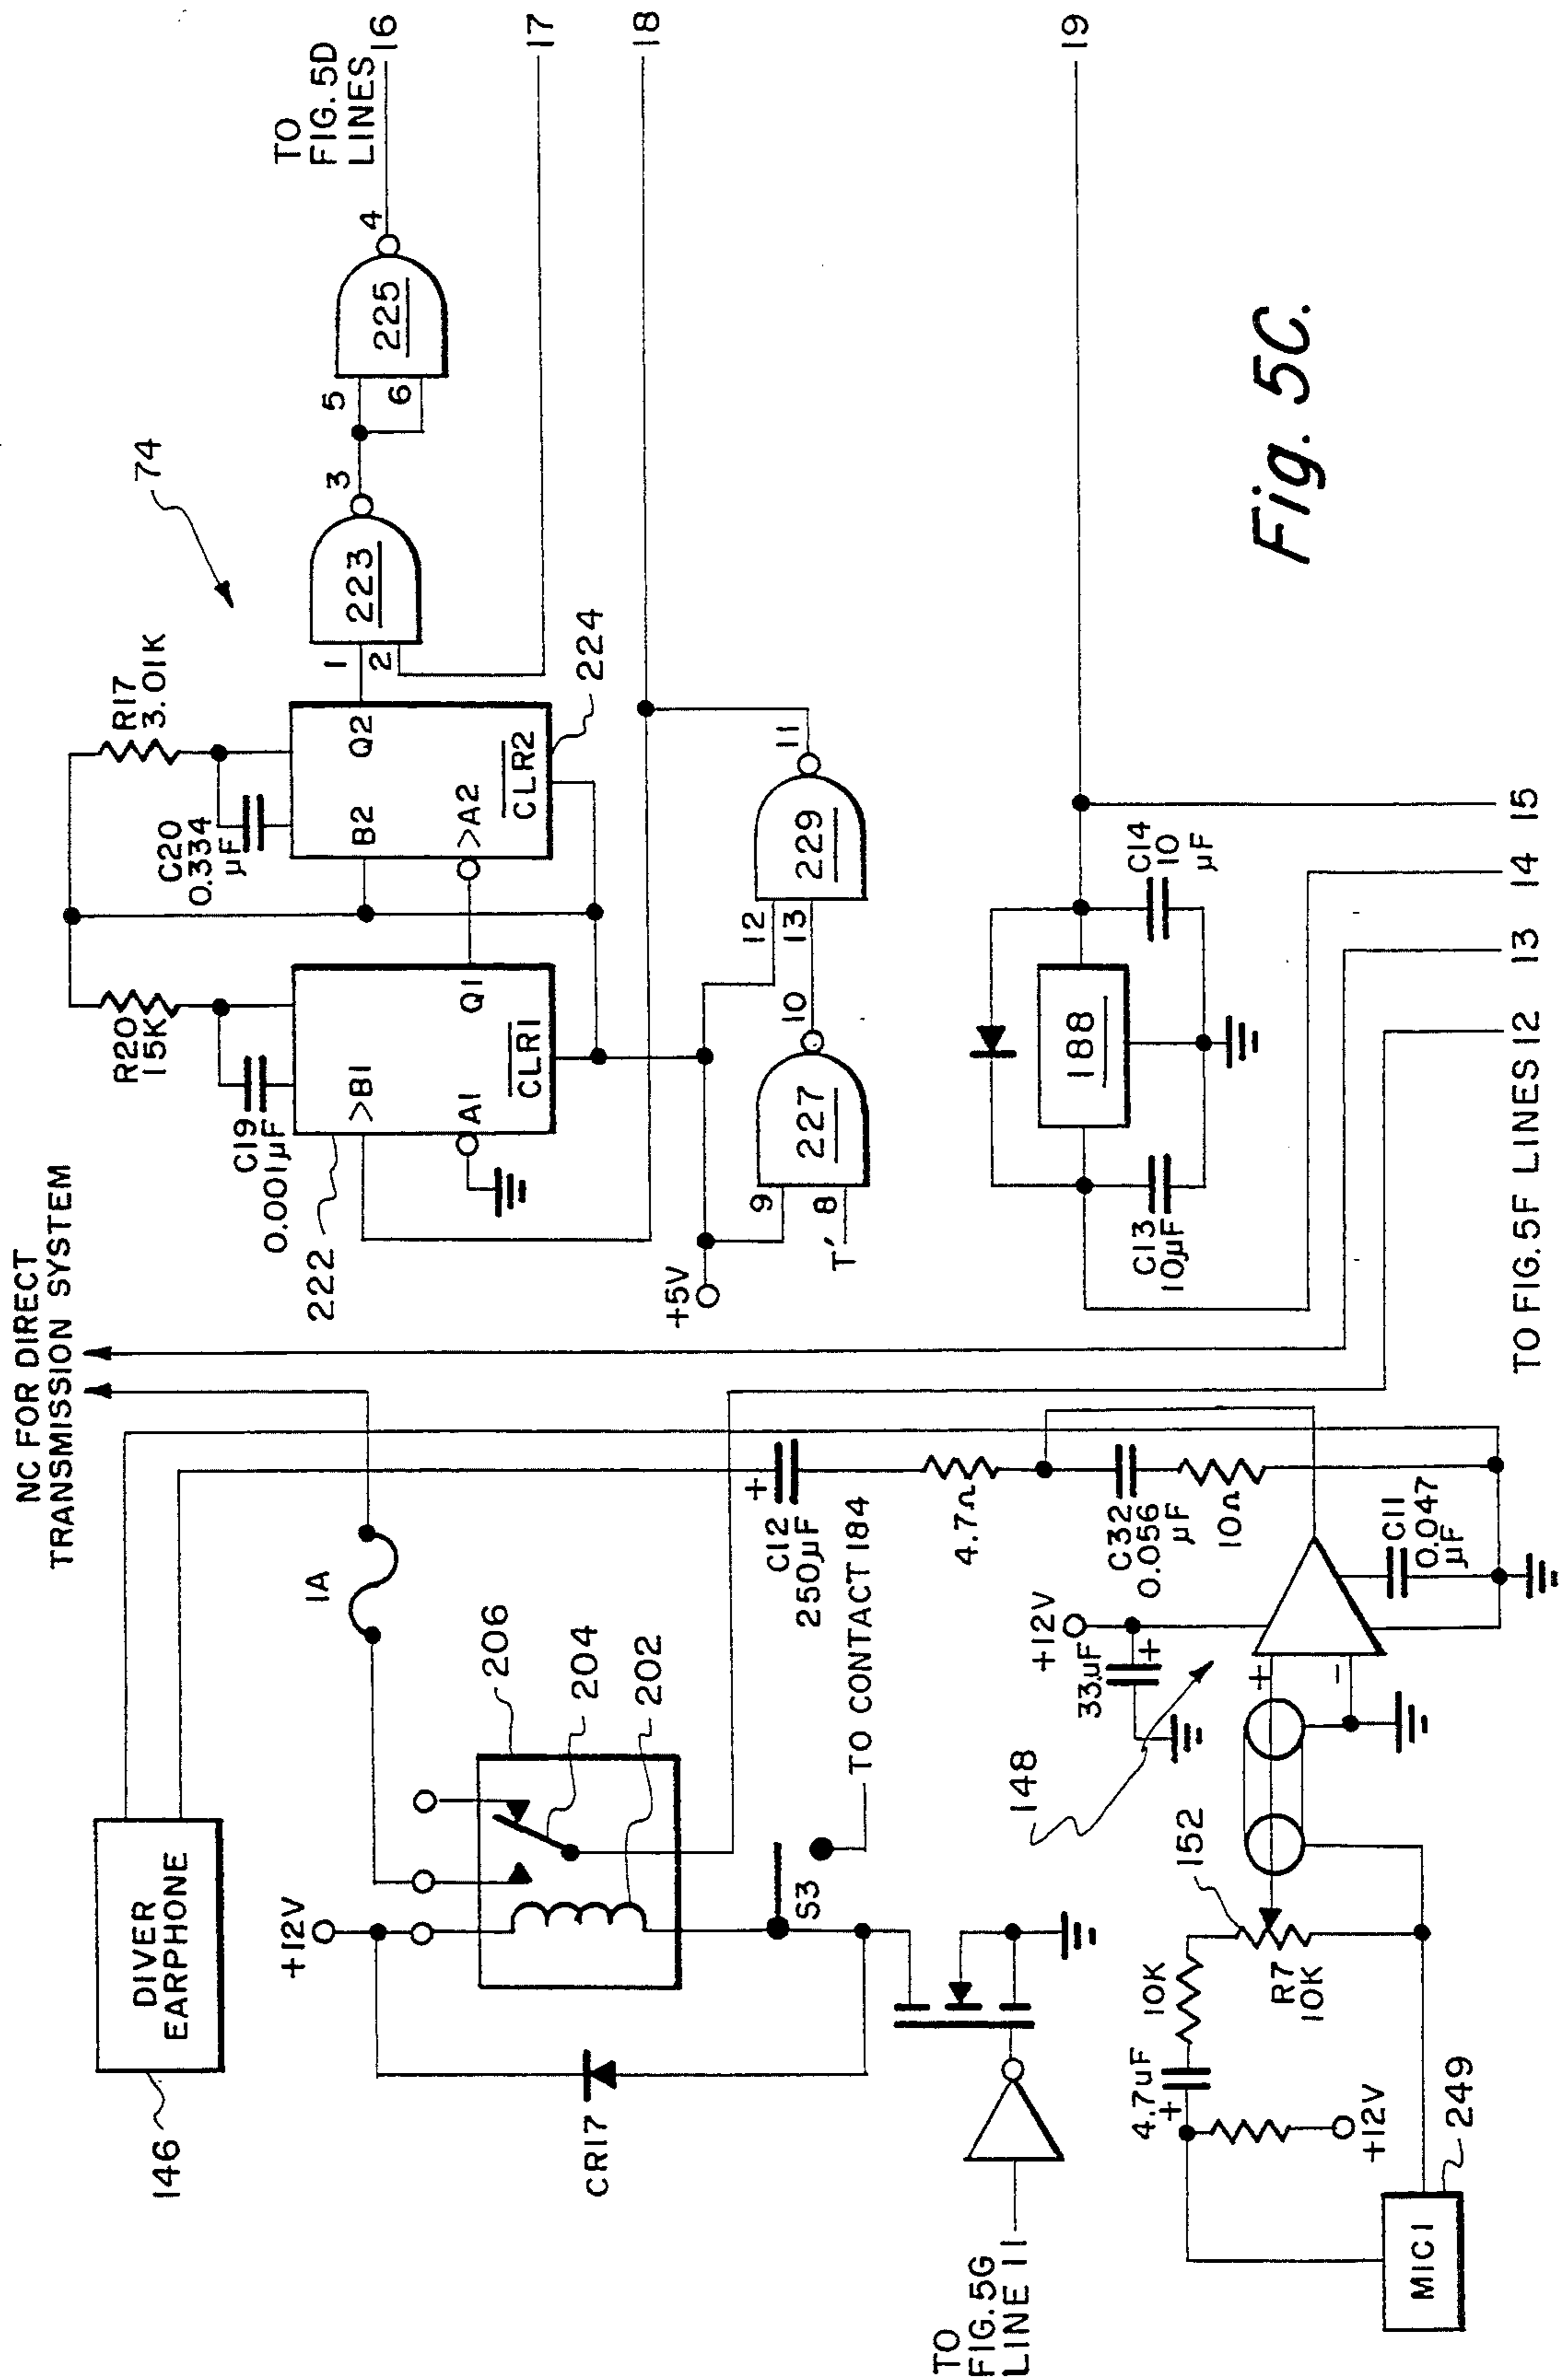 NC FOR DIRECT
TRANSMISSION SYSTEM
146
DIVER
EARPHONE
1A
+12V
206
204
202
CR17
S3
TO CONTACT 184
TO
FIG. 5G
LINE 11
C12
250µF
4.7Ω
C32
0.056
µF
10Ω
C11
0.047
µF
+12V
33µF
+
+
+
-
148
152
R7
10K
10K
4.7uF
+
+12V
MIC 1
249
R20
15K
C19
0.001µF
222
>B1
A1
Q1
CLR1
R17
3.01K
C20
0.334
µF
B2
Q2
>A2
CLR2
224
74
1
2
223
3
5
6
225
4
TO
FIG. 5D
LINES 16
17
18
19
+5V
T'
9
8
227
10
12
13
229
11
188
C13
10µF
C14
10
µF
TO FIG. 5F LINES 12
13
14
15
Fig. 5C.